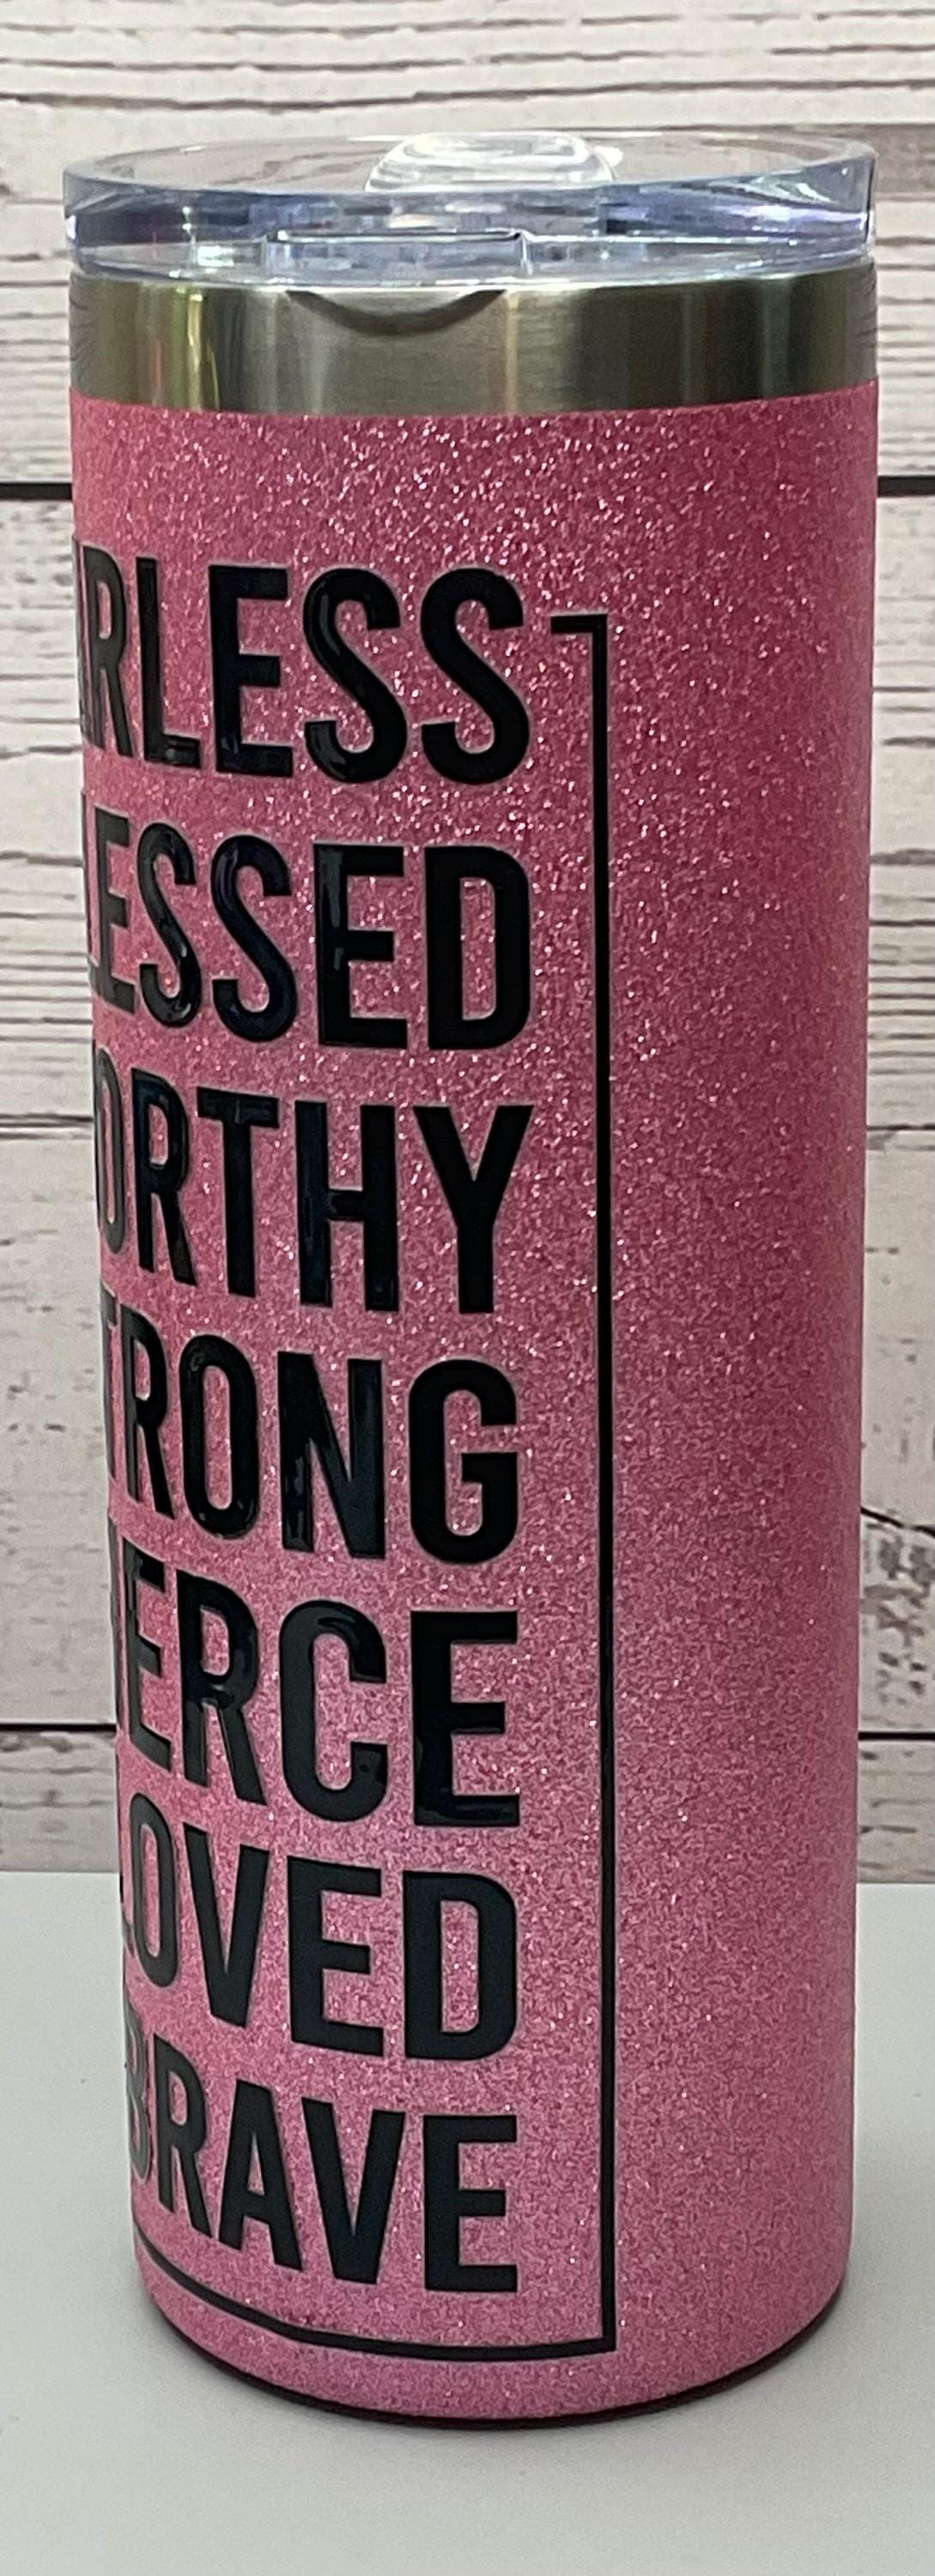 ARLESS
LESSED
ORTHY
TRONG
IERCE
LOVED
BRAVE